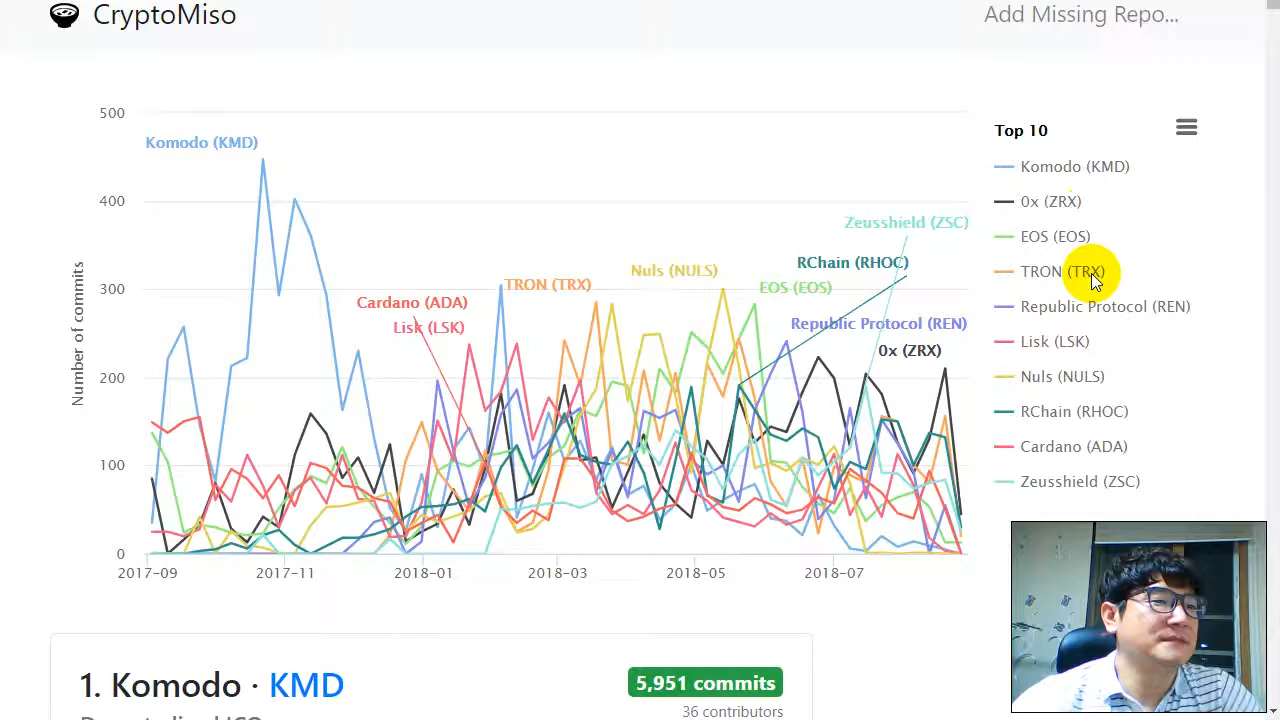 CryptoMiso
Add Missing Repo...
500
400
300
200
100
0
Number of commits
2017-09
2017-11
2018-01
2018-03
2018-05
2018-07
Komodo (KMD)
Cardano (ADA)
Lisk (LSK)
TRON (TRX)
Nuls (NULS)
Zeusshield (ZSC)
RChain (RHOC)
EOS (EOS)
Republic Protocol (REN)
0x (ZRX)
Top 10
Komodo (KMD)
0x (ZRX)
EOS (EOS)
TRON (TRX)
Republic Protocol (REN)
Lisk (LSK)
Nuls (NULS)
RChain (RHOC)
Cardano (ADA)
Zeusshield (ZSC)
1. Komodo · KMD
5,951 commits
36 contributors